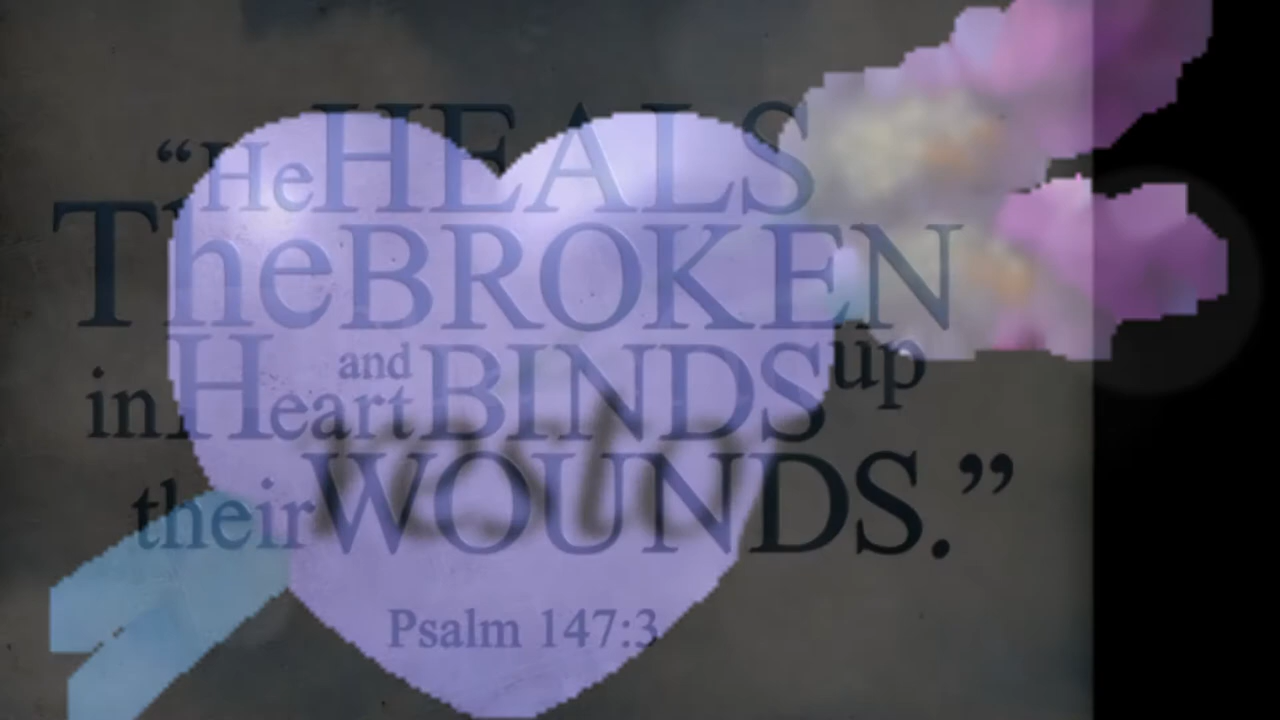 “He HEALS
The BROKEN
in Heart and BINDS up
their WOUNDS.”
Psalm 147:3